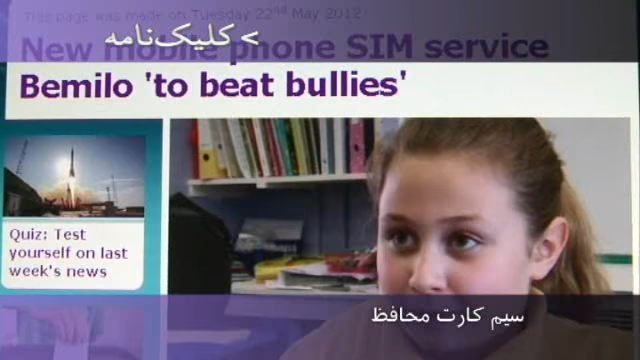 This page was made on Tuesday 22nd May 2012
> کلیک‌نامه
New mobile phone SIM service
Bemilo 'to beat bullies'
Quiz: Test
yourself on last
week's news
سیم کارت محافظ